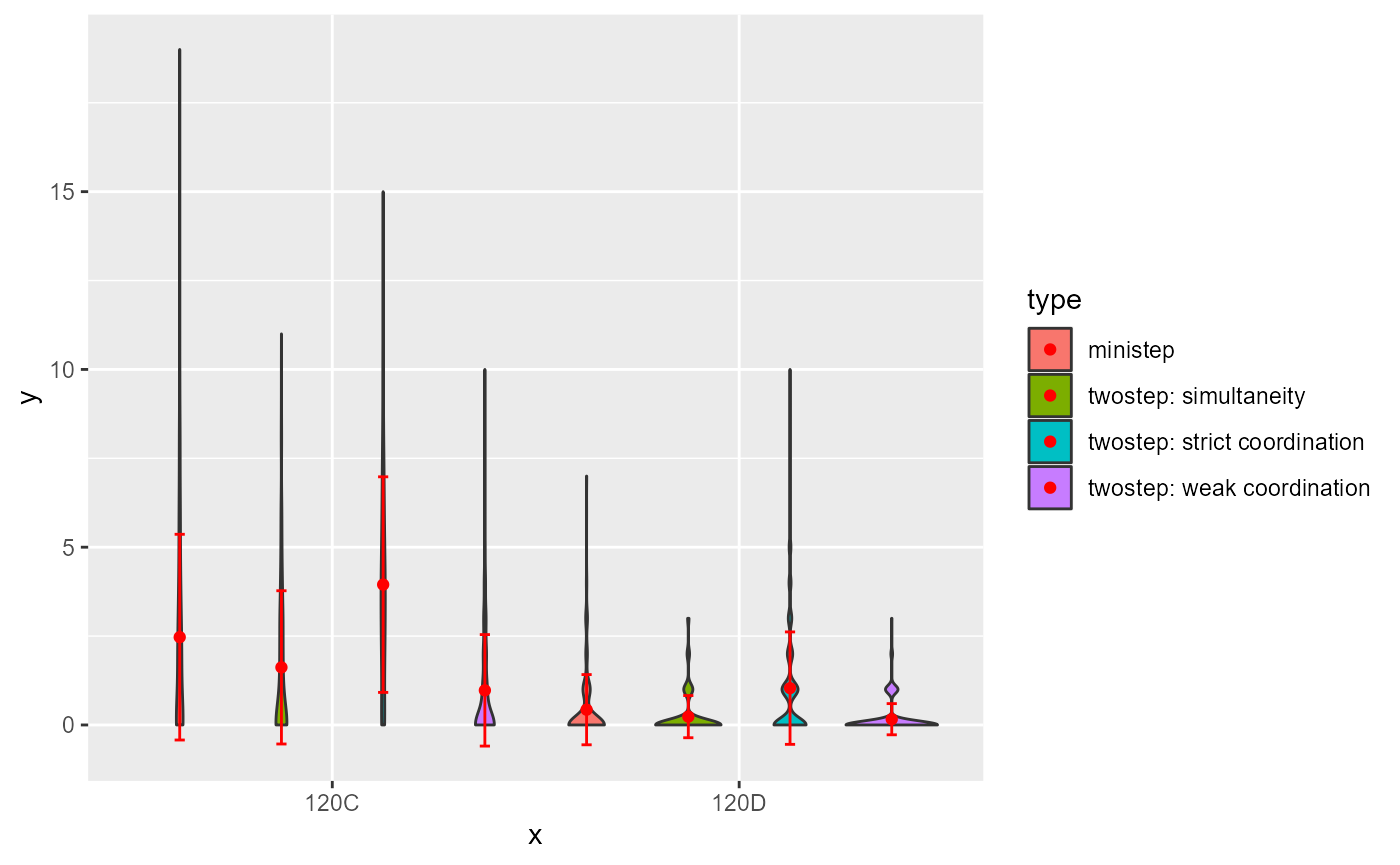 15
10
5
0
y
120C
120D
x
type
ministep
twostep: simultaneity
twostep: strict coordination
twostep: weak coordination